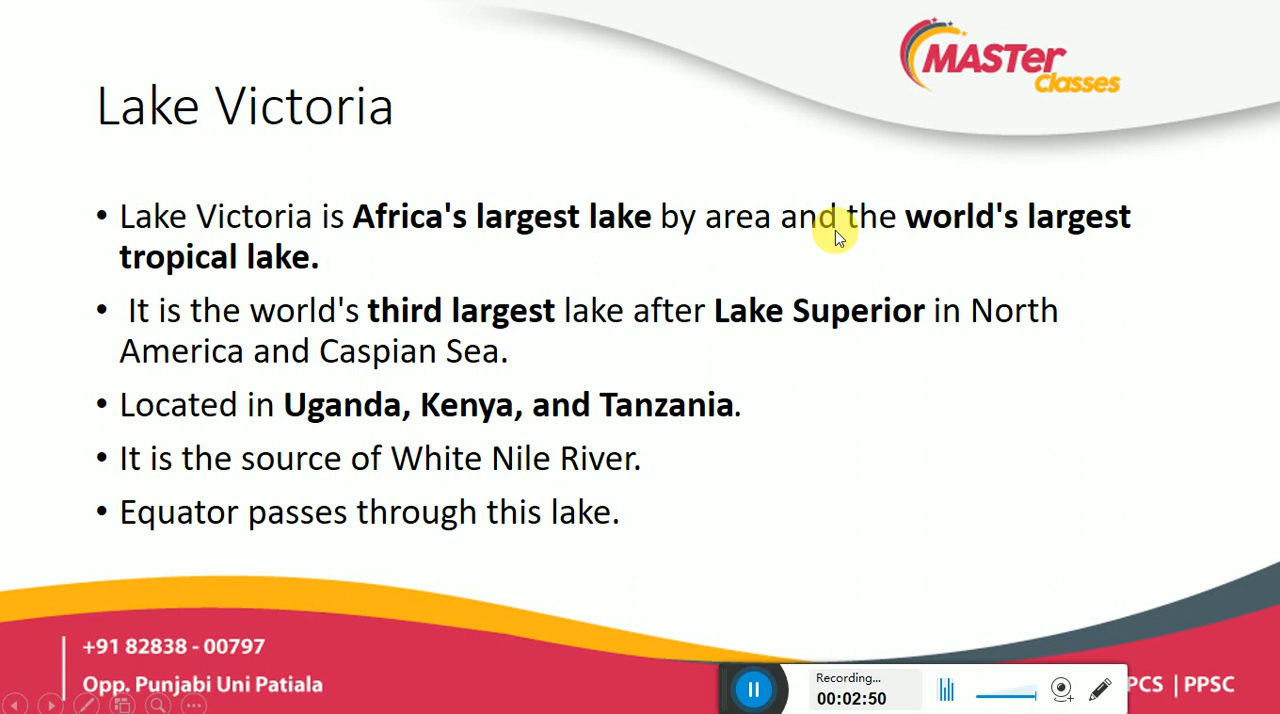 MASTer
Classes
Lake Victoria
• Lake Victoria is Africa's largest lake by area and the world's largest
tropical lake.
• It is the world's third largest lake after Lake Superior in North
America and Caspian Sea.
• Located in Uganda, Kenya, and Tanzania.
• It is the source of White Nile River.
• Equator passes through this lake.
+91 82838 - 00797
Opp. Punjabi Uni Patiala
Recording...
00:02:50
PCS | PPSC